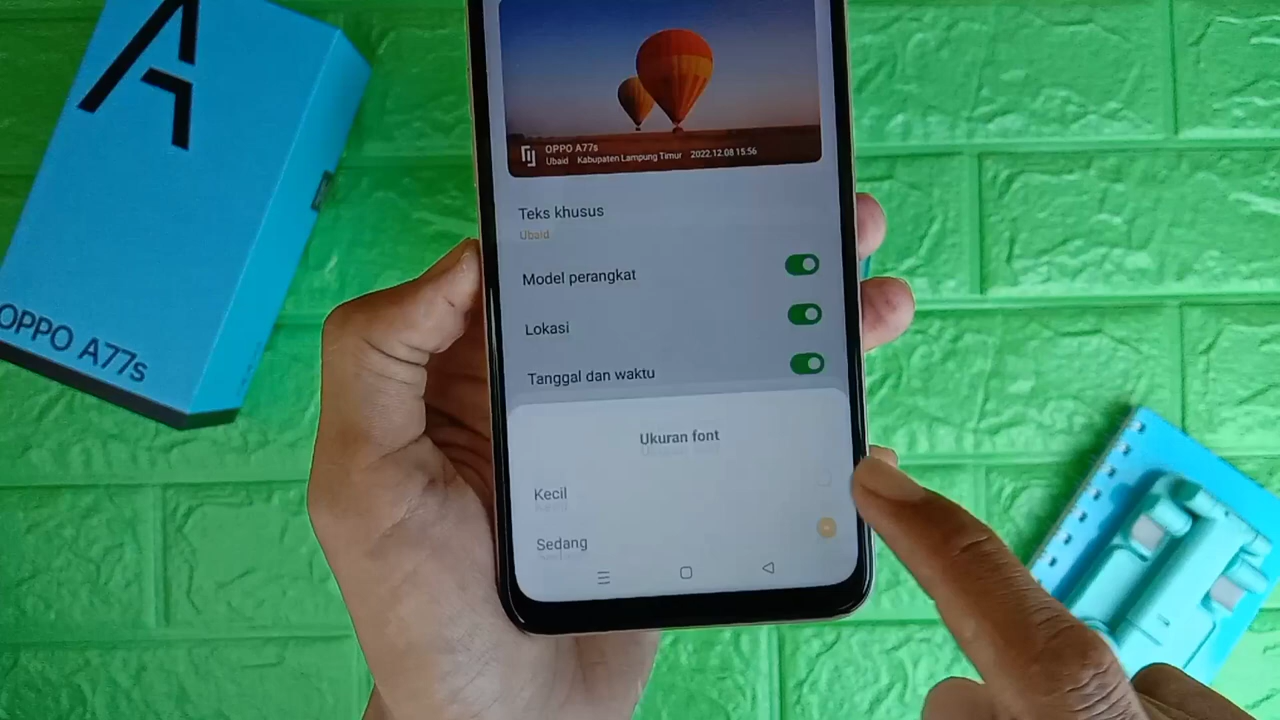 A
OPPO A77s
OPPO A77s
Ubaid Kabupaten Lampung Timur 2022.12.08 15:56
Teks khusus
Ubaid
Model perangkat
Lokasi
Tanggal dan waktu
Ukuran font
Kecil
Sedang